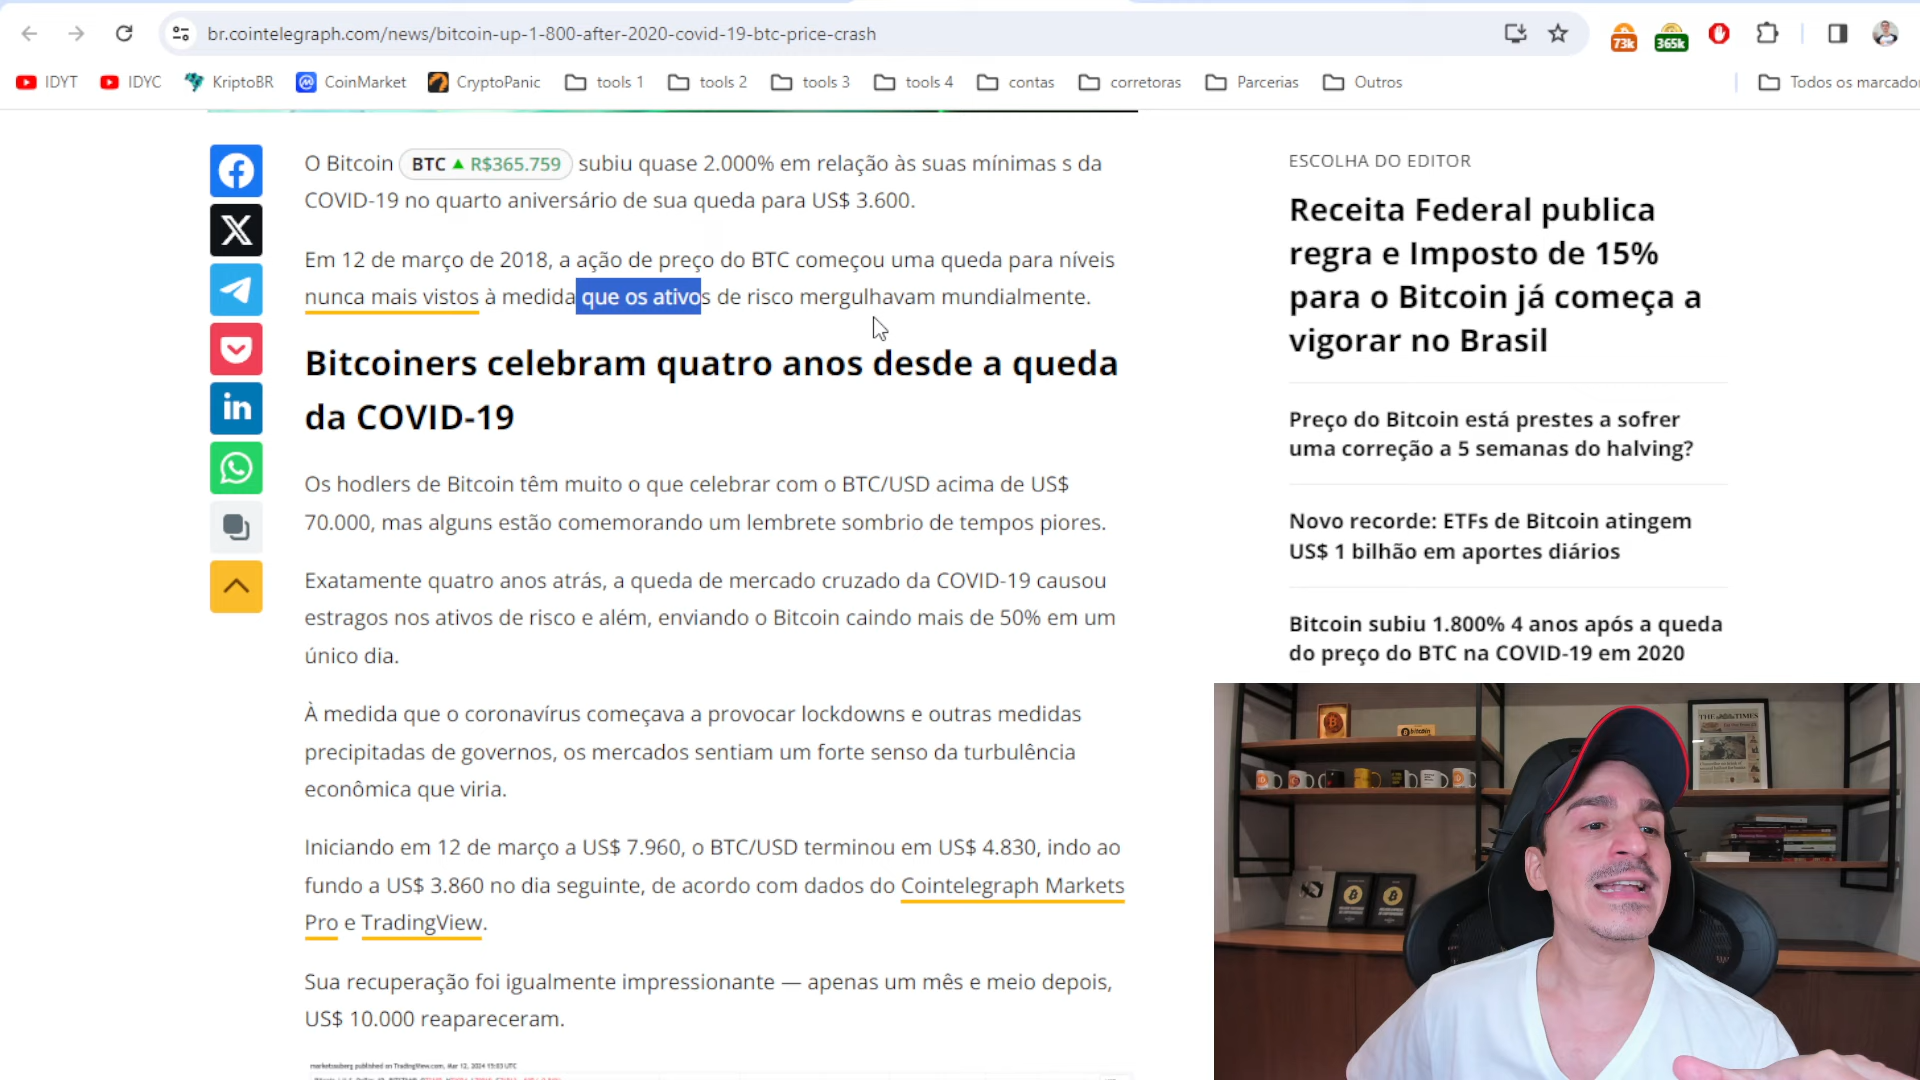 br.cointelegraph.com/news/bitcoin-up-1-800-after-2020-covid-19-btc-price-crash
73k
365k
IDYT
IDYC
KriptoBR
CoinMarket
CryptoPanic
tools 1
tools 2
tools 3
tools 4
contas
corretoras
Parcerias
Outros
Todos os marcador
O Bitcoin BTC ▲ R$365.759 subiu quase 2.000% em relação às suas mínimas s da
COVID-19 no quarto aniversário de sua queda para US$ 3.600.
Em 12 de março de 2018, a ação de preço do BTC começou uma queda para níveis
nunca mais vistos à medida que os ativos de risco mergulhavam mundialmente.
Bitcoiners celebram quatro anos desde a queda
da COVID-19
Os hodlers de Bitcoin têm muito o que celebrar com o BTC/USD acima de US$
70.000, mas alguns estão comemorando um lembrete sombrio de tempos piores.
Exatamente quatro anos atrás, a queda de mercado cruzado da COVID-19 causou
estragos nos ativos de risco e além, enviando o Bitcoin caindo mais de 50% em um
único dia.
À medida que o coronavírus começava a provocar lockdowns e outras medidas
precipitadas de governos, os mercados sentiam um forte senso da turbulência
econômica que viria.
Iniciando em 12 de março a US$ 7.960, o BTC/USD terminou em US$ 4.830, indo ao
fundo a US$ 3.860 no dia seguinte, de acordo com dados do Cointelegraph Markets
Pro e TradingView.
Sua recuperação foi igualmente impressionante — apenas um mês e meio depois,
US$ 10.000 reapareceram.
published on TradingView.com, Mar 12, 2024 15:03 UTC
ESCOLHA DO EDITOR
Receita Federal publica
regra e Imposto de 15%
para o Bitcoin já começa a
vigorar no Brasil
Preço do Bitcoin está prestes a sofrer
uma correção a 5 semanas do halving?
Novo recorde: ETFs de Bitcoin atingem
US$ 1 bilhão em aportes diários
Bitcoin subiu 1.800% 4 anos após a queda
do preço do BTC na COVID-19 em 2020
THE TIMES
bitcoin